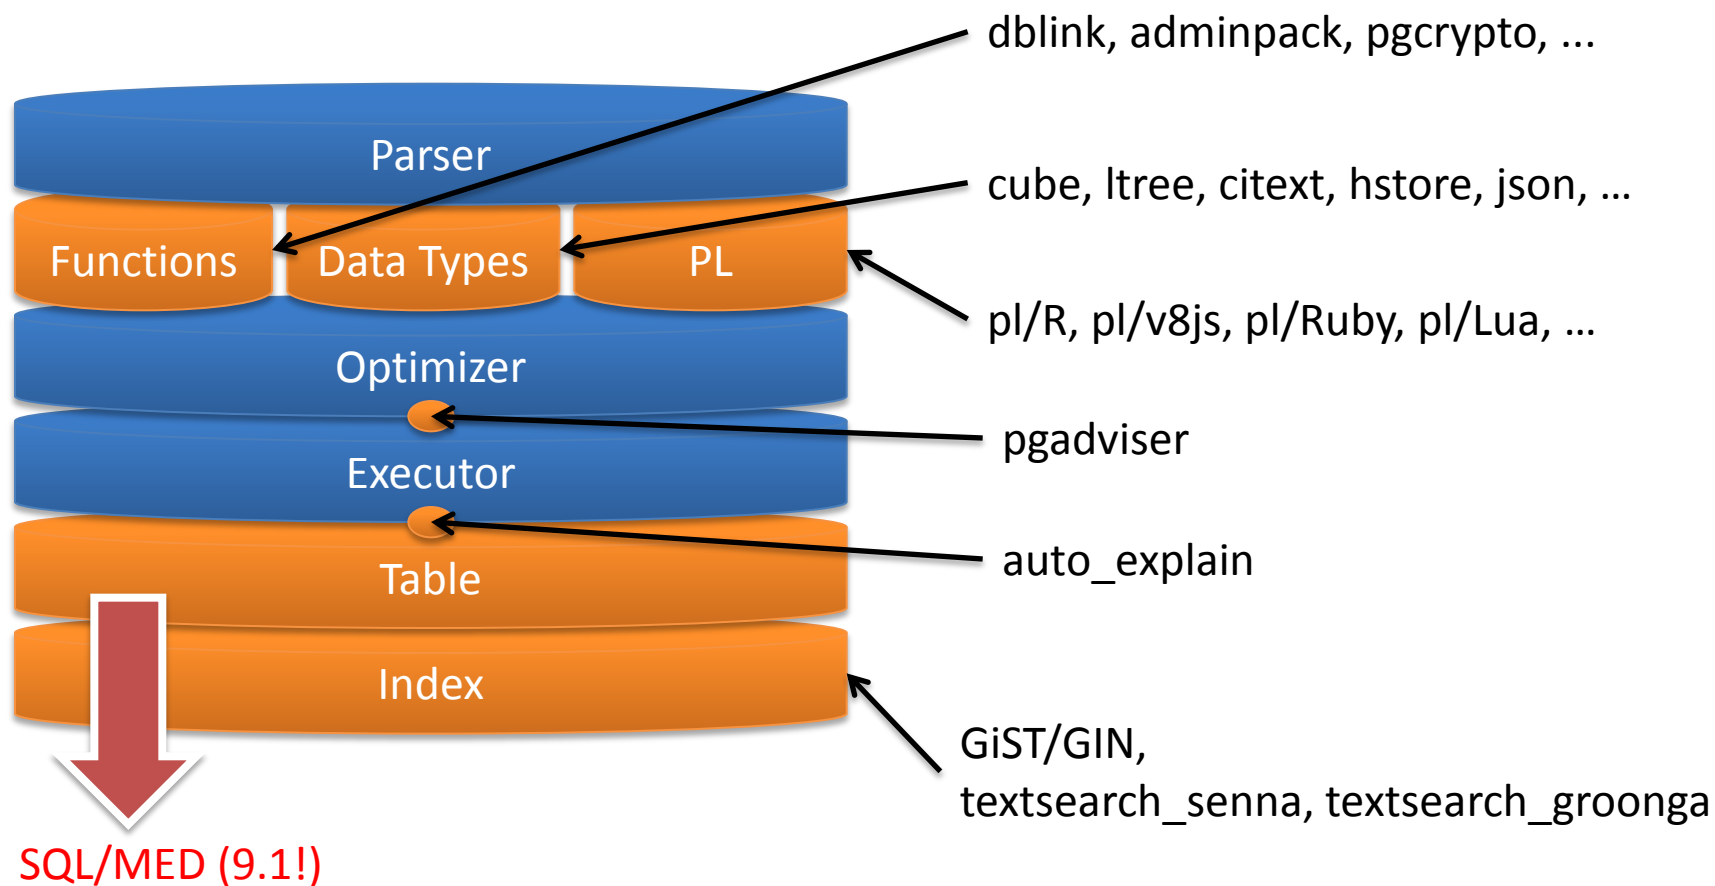 dblink, adminpack, pgcrypto, ...
Parser
cube, ltree, citext, hstore, json, …
Functions
Data Types
PL
pl/R, pl/v8js, pl/Ruby, pl/Lua, …
Optimizer
pgadviser
Executor
auto_explain
Table
Index
GiST/GIN,
textsearch_senna, textsearch_groonga
SQL/MED (9.1!)